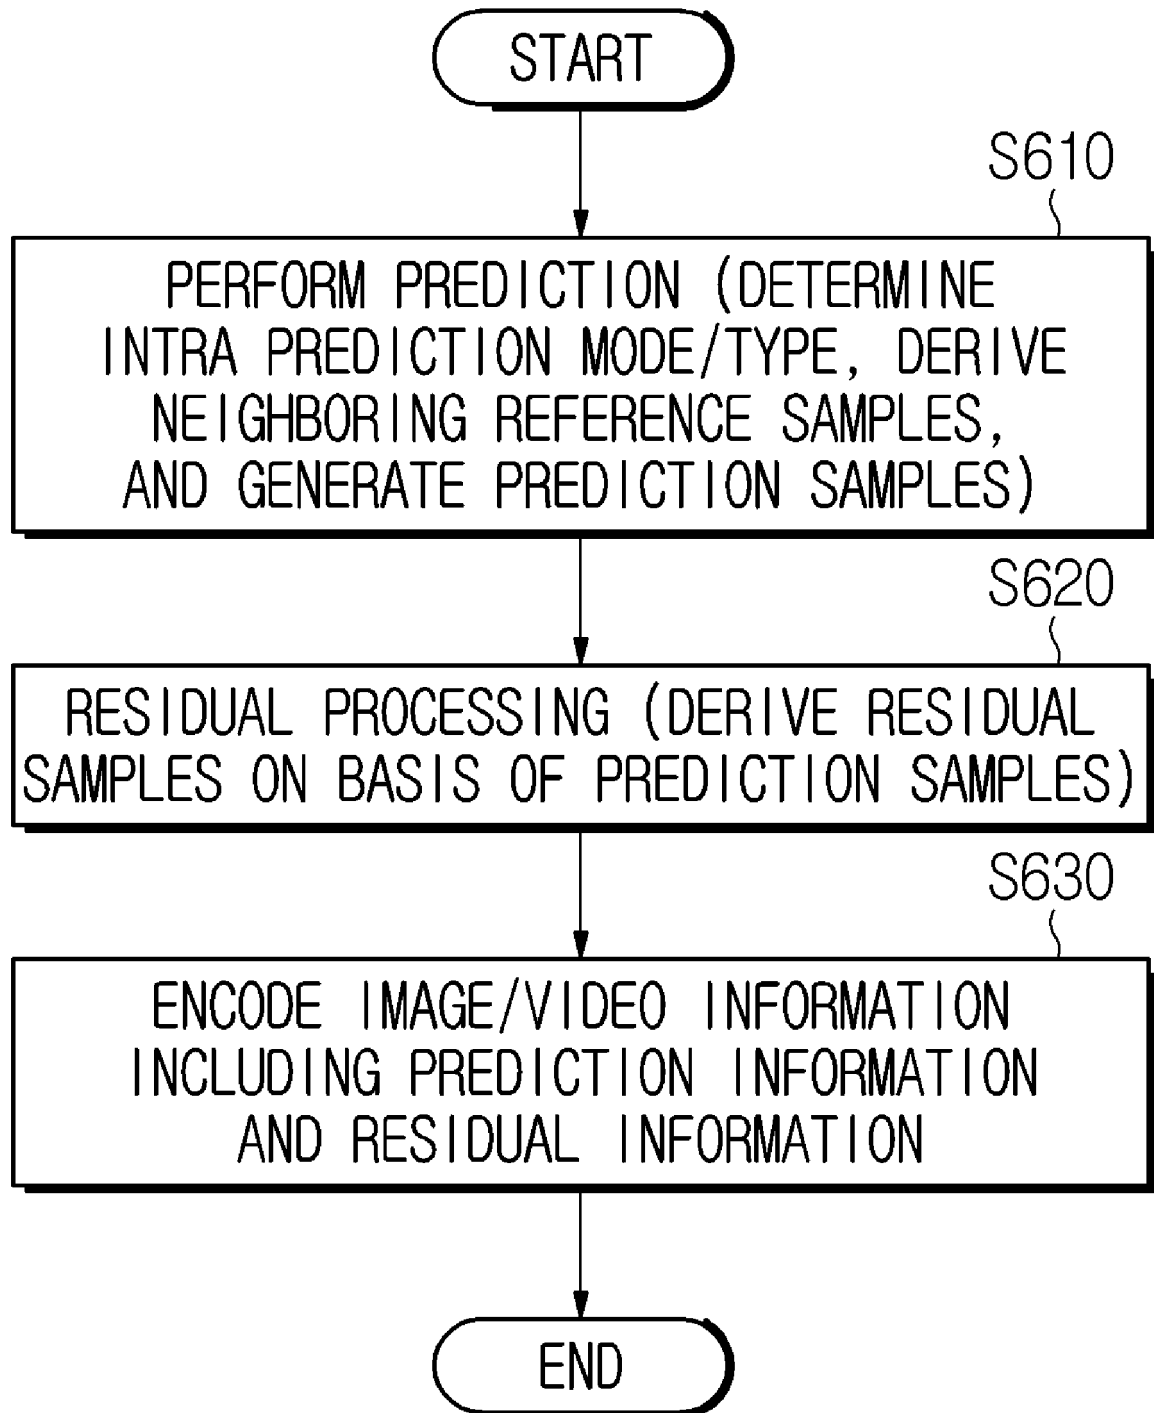 START
S610
PERFORM PREDICTION (DETERMINE
INTRA PREDICTION MODE/TYPE, DERIVE
NEIGHBORING REFERENCE SAMPLES,
AND GENERATE PREDICTION SAMPLES)
S620
RESIDUAL PROCESSING (DERIVE RESIDUAL
SAMPLES ON BASIS OF PREDICTION SAMPLES)
S630
ENCODE IMAGE/VIDEO INFORMATION
INCLUDING PREDICTION INFORMATION
AND RESIDUAL INFORMATION
END